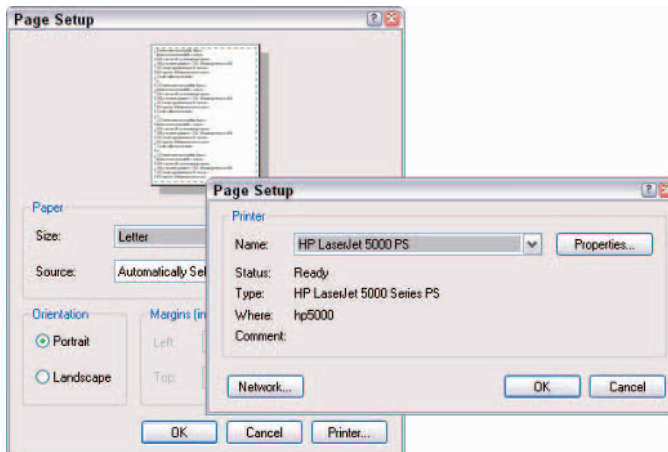 Page Setup
Paper
Size: Letter
Source: Automatically Sel
Orientation
Portrait
Landscape
Margins (in
Left:
Top:
OK Cancel Printer...
Page Setup
Printer
Name: HP LaserJet 5000 PS Properties...
Status: Ready
Type: HP LaserJet 5000 Series PS
Where: hp5000
Comment:
Network... OK Cancel